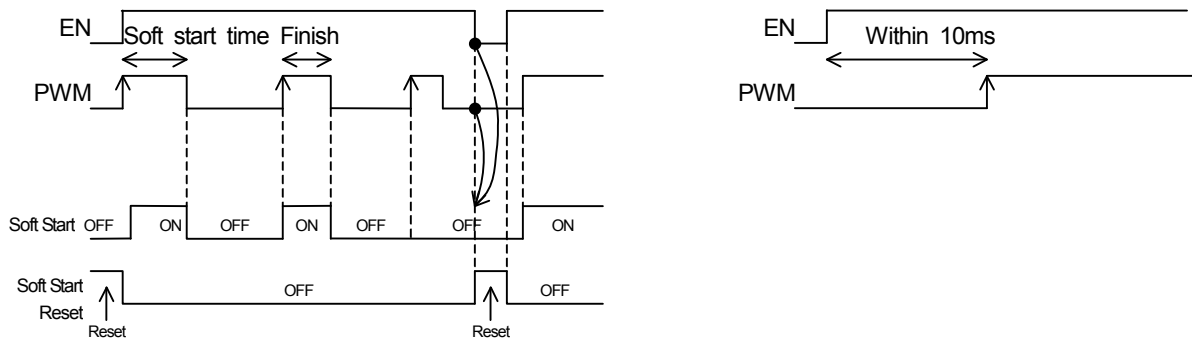 EN
Soft start time Finish
PWM
Soft Start OFF ON OFF ON OFF OFF ON
Soft Start
Reset
OFF OFF
Reset Reset
EN
Within 10ms
PWM